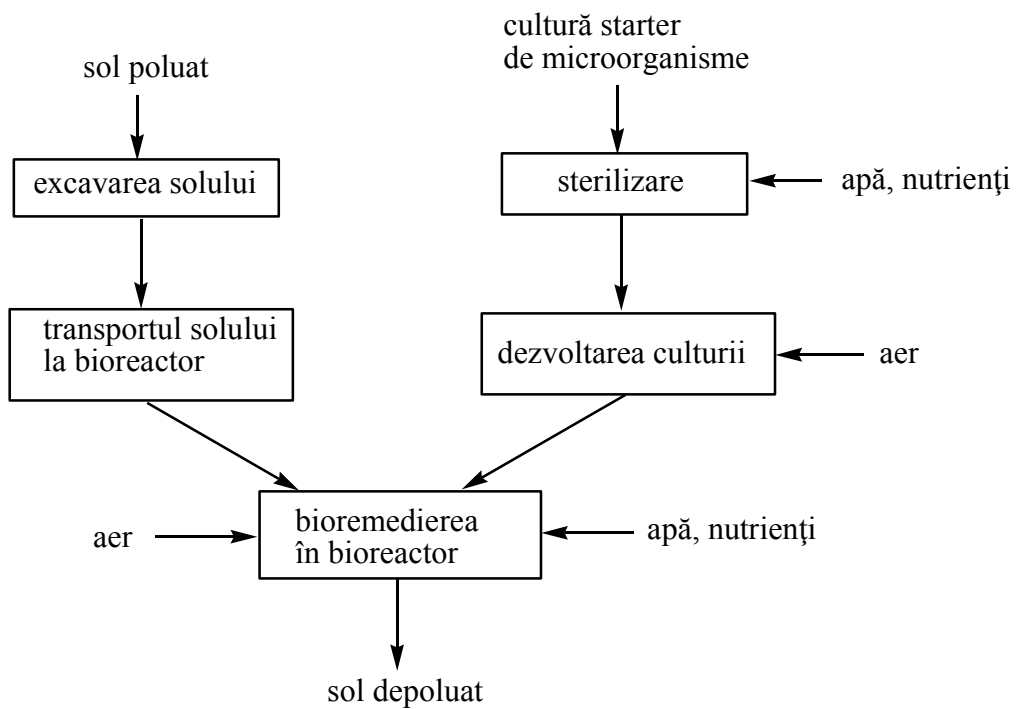 cultură starter
de microorganisme
sol poluat
excavarea solului
sterilizare
apă, nutrienţi
transportul solului
la bioreactor
dezvoltarea culturii
aer
bioremedierea
în bioreactor
aer
apă, nutrienţi
sol depoluat